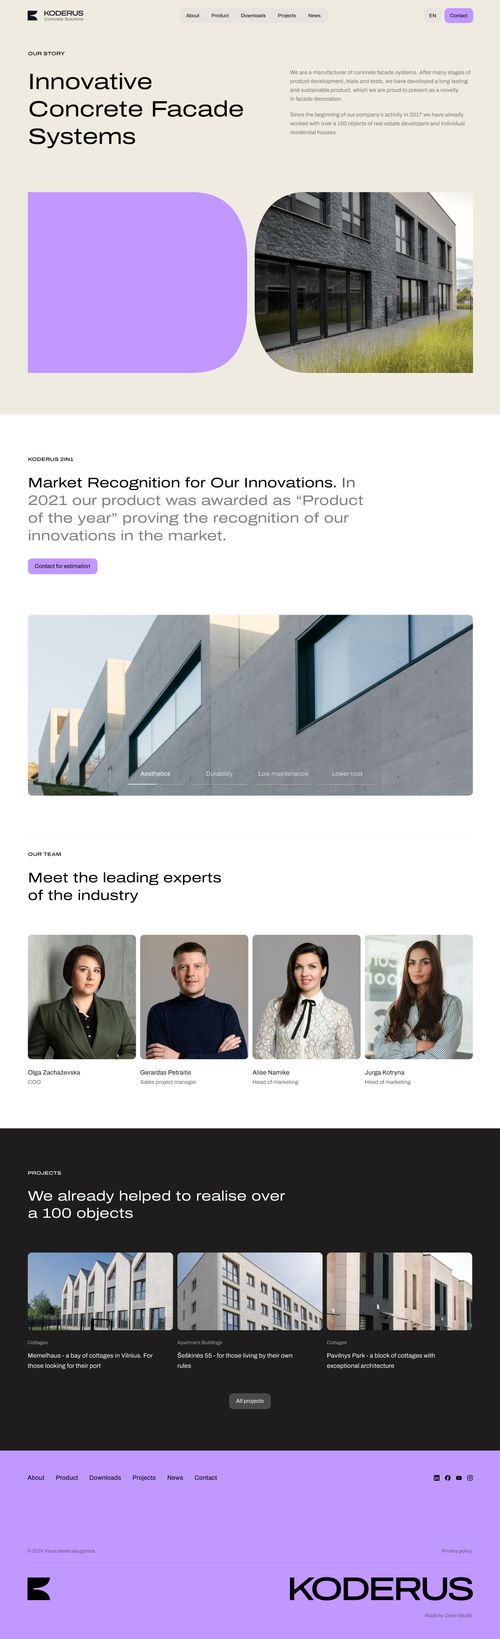 KODERUS
Concrete Solutions
About Product Downloads Projects News
EN Contact
OUR STORY
Innovative
Concrete Facade
Systems
We are a manufacturer of concrete facade systems. After many stages of
product development, trials and tests, we have developed a long lasting
and sustainable product, which we are proud to present as a novelty
in facade decoration.
Since the beginning of our company's activity in 2017 we have already
worked with over a 100 objects of real estate developers and individual
residential houses.
KODERUS 2IN1
Market Recognition for Our Innovations. In
2021 our product was awarded as “Product
of the year” proving the recognition of our
innovations in the market.
Contact for estimation
Aesthetics Durability Low maintenance Lower cost
OUR TEAM
Meet the leading experts
of the industry
Olga Zachaževska
COO
Gerardas Petraitis
Sales project manager
Alise Namike
Head of marketing
Jurga Kotryna
Head of marketing
PROJECTS
We already helped to realise over
a 100 objects
Cottages
Memelhaus - a bay of cottages in Vilnius. For
those looking for their port
Apartment Buildings
Šeškinės 55 - for those living by their own
rules
Cottages
Pavilnys Park - a block of cottages with
exceptional architecture
All projects
About Product Downloads Projects News Contact
© 2024 Visos teisės saugomos
Privacy policy
KODERUS
Made by Outer Studio